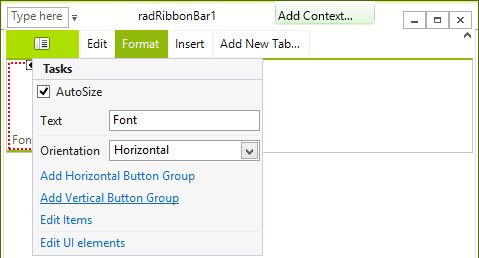 Type here radRibbonBar1 Add Context...
Edit Format Insert Add New Tab...
Tasks
AutoSize
Text Font
Orientation Horizontal
Fon
Add Horizontal Button Group
Add Vertical Button Group
Edit Items
Edit UI elements